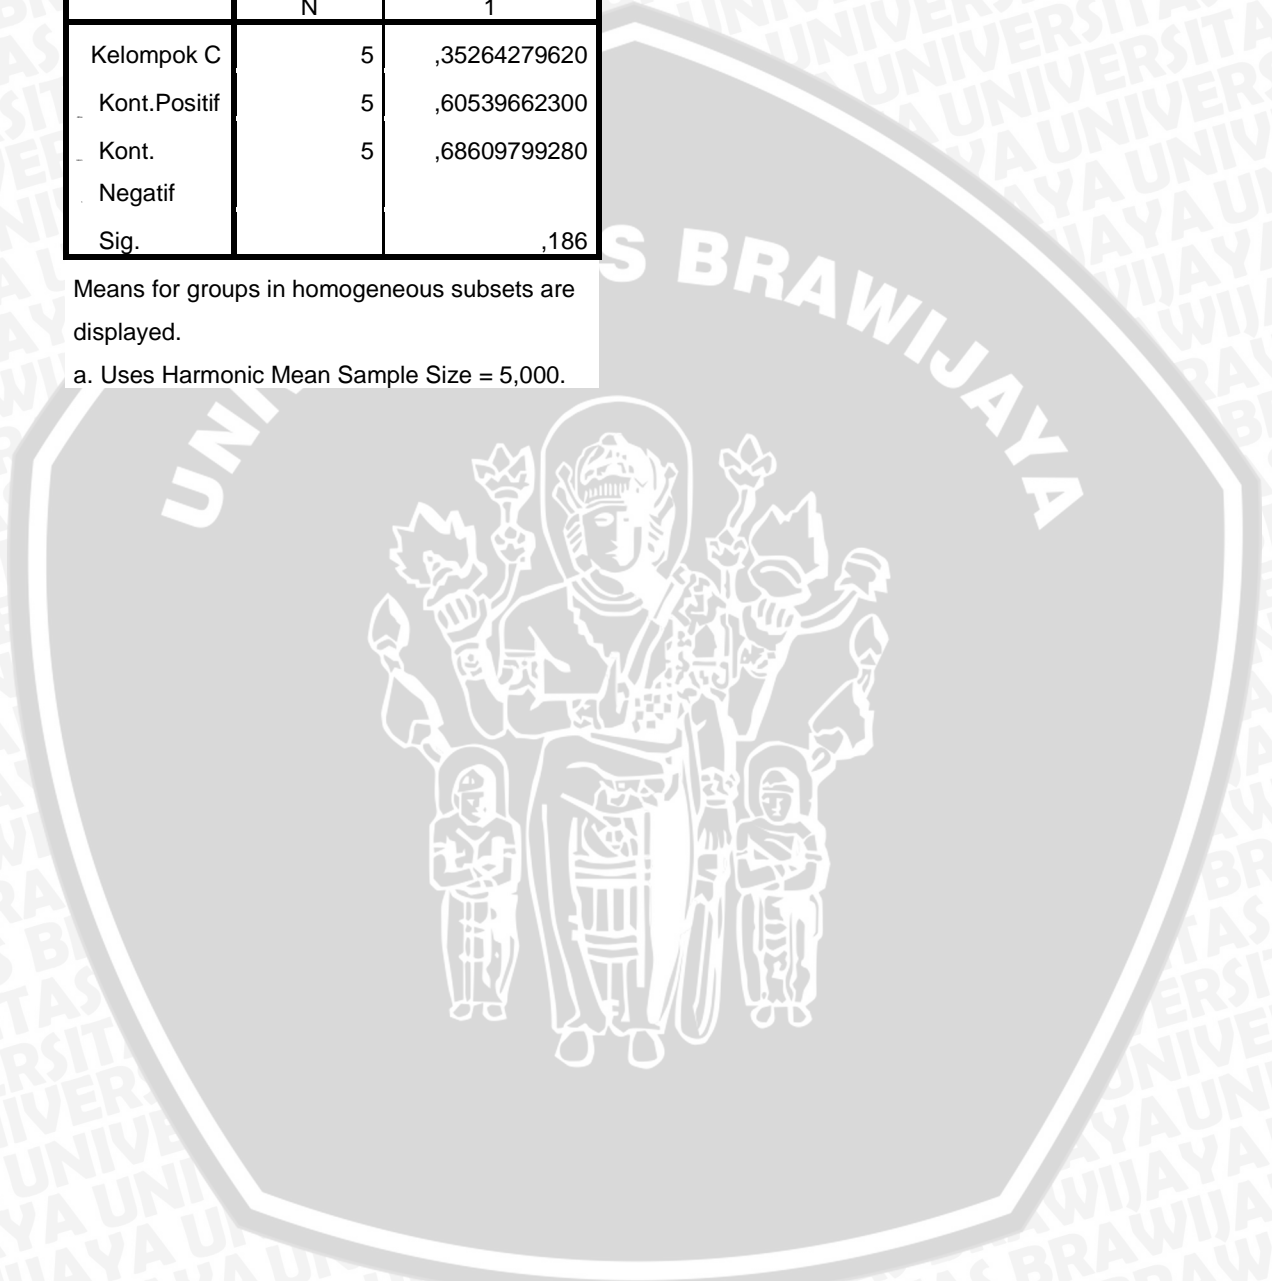 N 1
Kelompok C 5 ,35264279620
Kont.Positif 5 ,60539662300
Kont. 5 ,68609799280
Negatif
Sig. ,186
Means for groups in homogeneous subsets are
displayed.
a. Uses Harmonic Mean Sample Size = 5,000.
S BRAWIJAYA